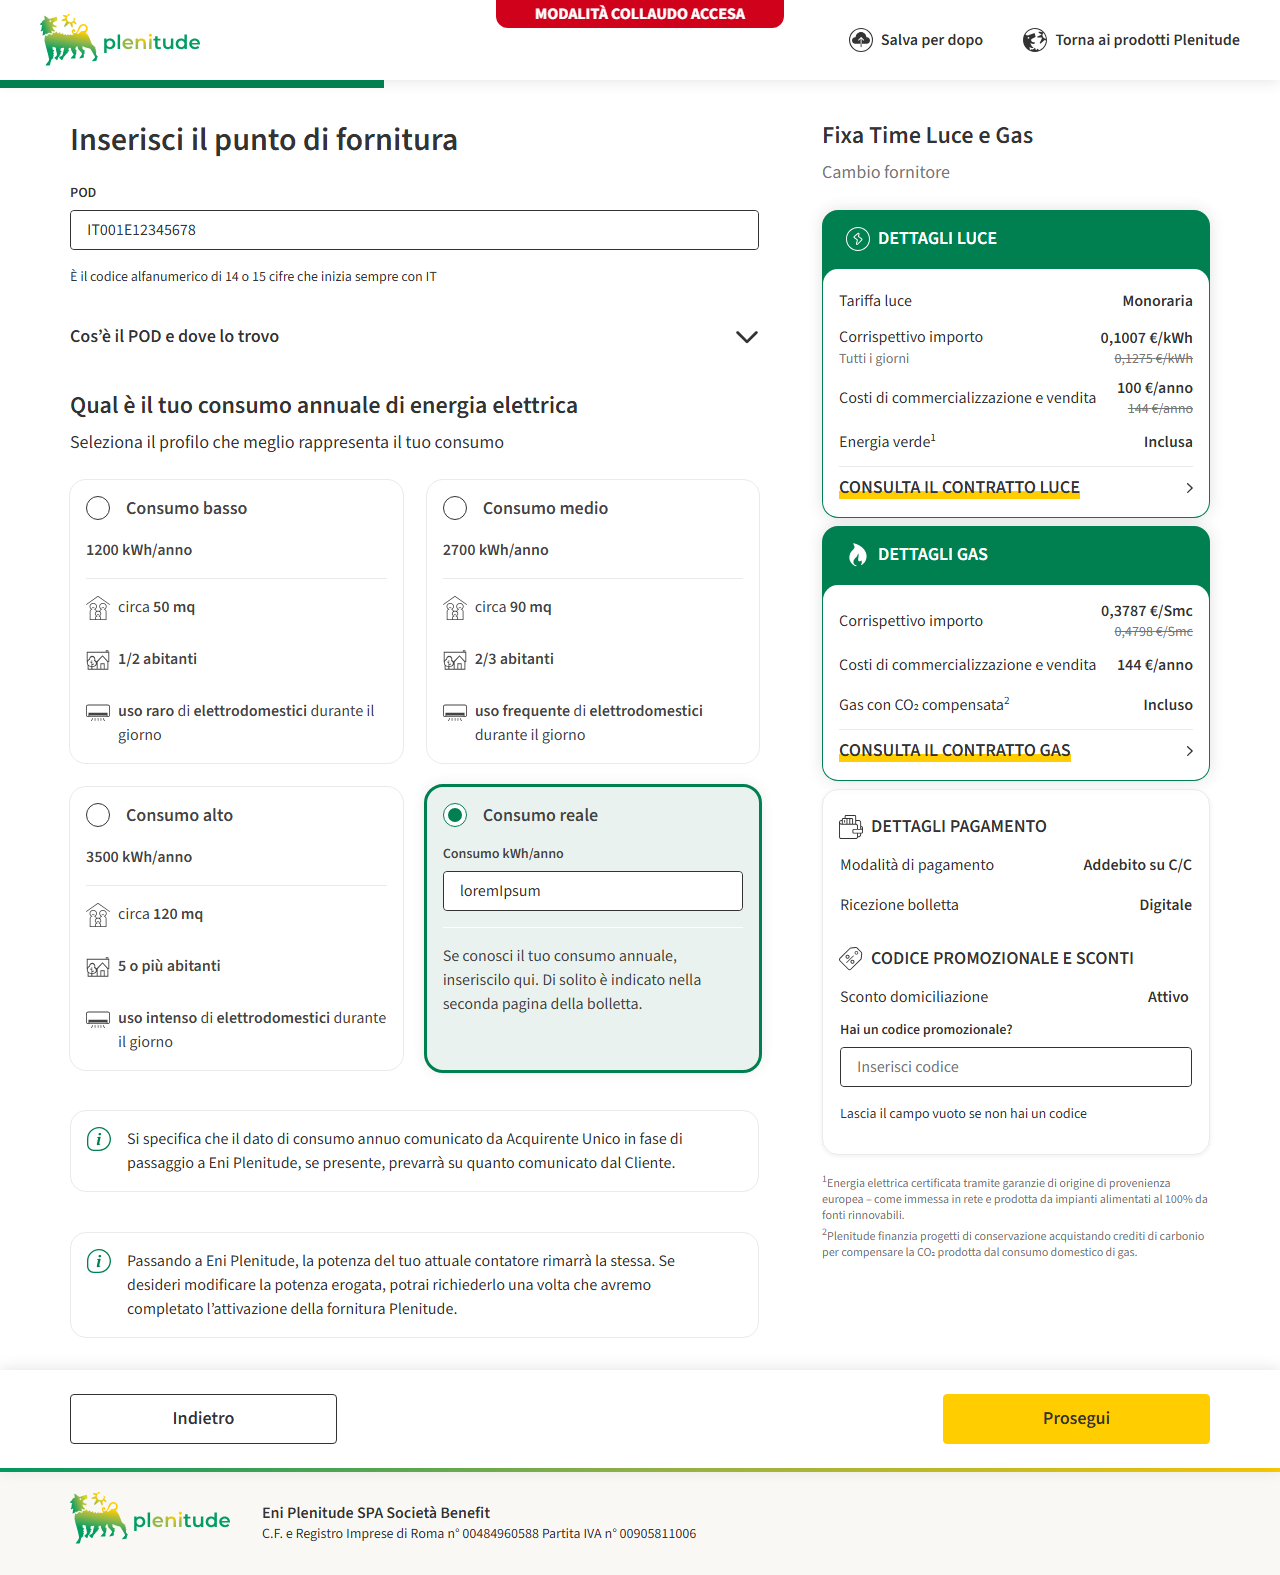 MODALITÀ COLLAUDO ACCESA
plenitude
Salva per dopo
Torna ai prodotti Plenitude
Inserisci il punto di fornitura
POD
IT001E12345678
È il codice alfanumerico di 14 o 15 cifre che inizia sempre con IT
Cos’è il POD e dove lo trovo
Qual è il tuo consumo annuale di energia elettrica
Seleziona il profilo che meglio rappresenta il tuo consumo
Consumo basso
1200 kWh/anno
circa 50 mq
1/2 abitanti
uso raro di elettrodomestici durante il
giorno
Consumo medio
2700 kWh/anno
circa 90 mq
2/3 abitanti
uso frequente di elettrodomestici
durante il giorno
Consumo alto
3500 kWh/anno
circa 120 mq
5 o più abitanti
uso intenso di elettrodomestici durante
il giorno
Consumo reale
Consumo kWh/anno
loremIpsum
Se conosci il tuo consumo annuale,
inseriscilo qui. Di solito è indicato nella
seconda pagina della bolletta.
Si specifica che il dato di consumo annuo comunicato da Acquirente Unico in fase di
passaggio a Eni Plenitude, se presente, prevarrà su quanto comunicato dal Cliente.
Passando a Eni Plenitude, la potenza del tuo attuale contatore rimarrà la stessa. Se
desideri modificare la potenza erogata, potrai richiederlo una volta che avremo
completato l’attivazione della fornitura Plenitude.
Fixa Time Luce e Gas
Cambio fornitore
DETTAGLI LUCE
Tariffa luce Monoraria
Corrispettivo importo 0,1007 €/kWh
Tutti i giorni 0,1275 €/kWh
Costi di commercializzazione e vendita 100 €/anno
144 €/anno
Energia verde¹ Inclusa
CONSULTA IL CONTRATTO LUCE
DETTAGLI GAS
Corrispettivo importo 0,3787 €/Smc
0,4798 €/Smc
Costi di commercializzazione e vendita 144 €/anno
Gas con CO₂ compensata² Incluso
CONSULTA IL CONTRATTO GAS
DETTAGLI PAGAMENTO
Modalità di pagamento Addebito su C/C
Ricezione bolletta Digitale
CODICE PROMOZIONALE E SCONTI
Sconto domiciliazione Attivo
Hai un codice promozionale?
Inserisci codice
Lascia il campo vuoto se non hai un codice
¹Energia elettrica certificata tramite garanzie di origine di provenienza
europea – come immessa in rete e prodotta da impianti alimentati al 100% da
fonti rinnovabili.
²Plenitude finanzia progetti di conservazione acquistando crediti di carbonio
per compensare la CO₂ prodotta dal consumo domestico di gas.
Indietro
Prosegui
plenitude
Eni Plenitude SPA Società Benefit
C.F. e Registro Imprese di Roma n° 00484960588 Partita IVA n° 00905811006